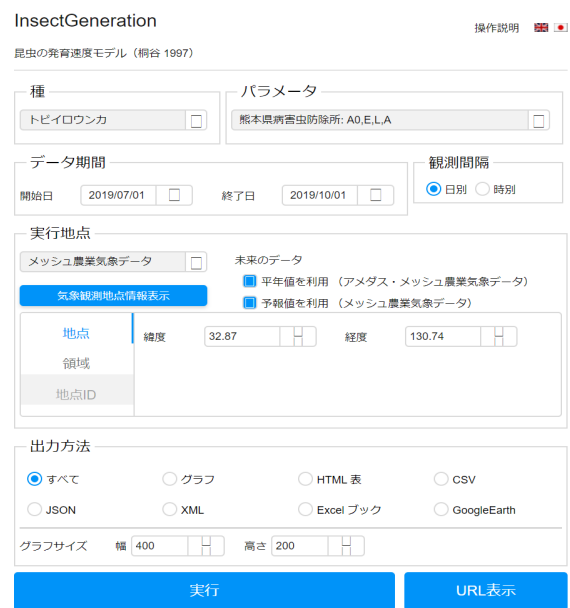 InsectGeneration
操作説明
昆虫の発育速度モデル（桐谷 1997）
種
トビイロウンカ
パラメータ
熊本県病害虫防除所: A0,E,L,A
データ期間
開始日 2019/07/01 終了日 2019/10/01
観測間隔
日別 時別
実行地点
メッシュ農業気象データ
気象観測地点情報表示
未来のデータ
平年値を利用 （アメダス・メッシュ農業気象データ）
予報値を利用 （メッシュ農業気象データ）
地点
領域
地点ID
緯度 32.87 経度 130.74
出力方法
すべて グラフ HTML 表 CSV
JSON XML Excel ブック GoogleEarth
グラフサイズ 幅 400 高さ 200
実行 URL表示